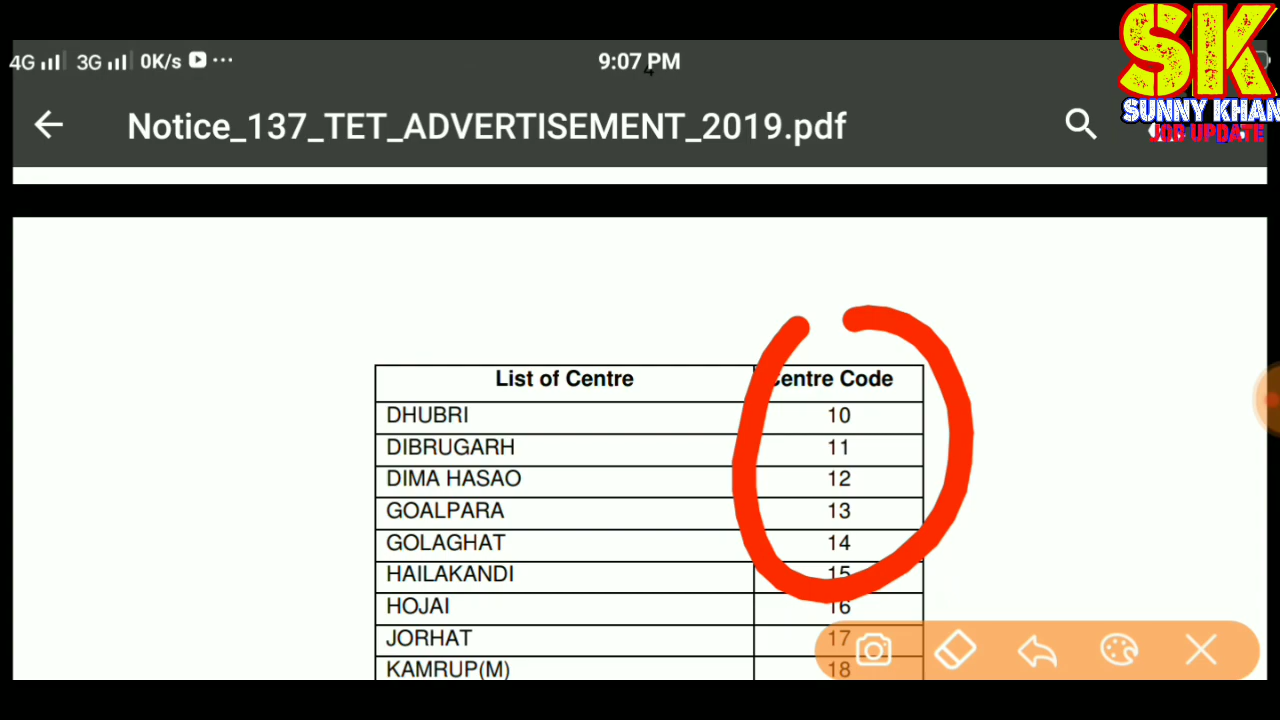 4G 3G 0K/s ... 9:07 PM
4
SK
SUNNY KHAN
JOB UPDATE
Notice_137_TET_ADVERTISEMENT_2019.pdf
List of Centre Centre Code
DHUBRI 10
DIBRUGARH 11
DIMA HASAO 12
GOALPARA 13
GOLAGHAT 14
HAILAKANDI 15
HOJAI 16
JORHAT 17
KAMRUP(M) 18